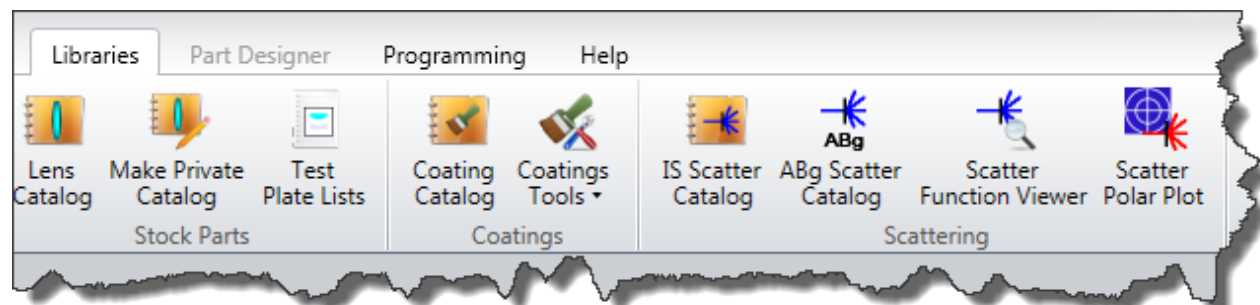 Libraries Part Designer Programming Help
Lens Make Private Test Coating Coatings IS Scatter ABg Scatter Scatter Scatter
Catalog Catalog Plate Lists Catalog Tools Catalog Catalog Function Viewer Polar Plot
ABg
Stock Parts Coatings Scattering